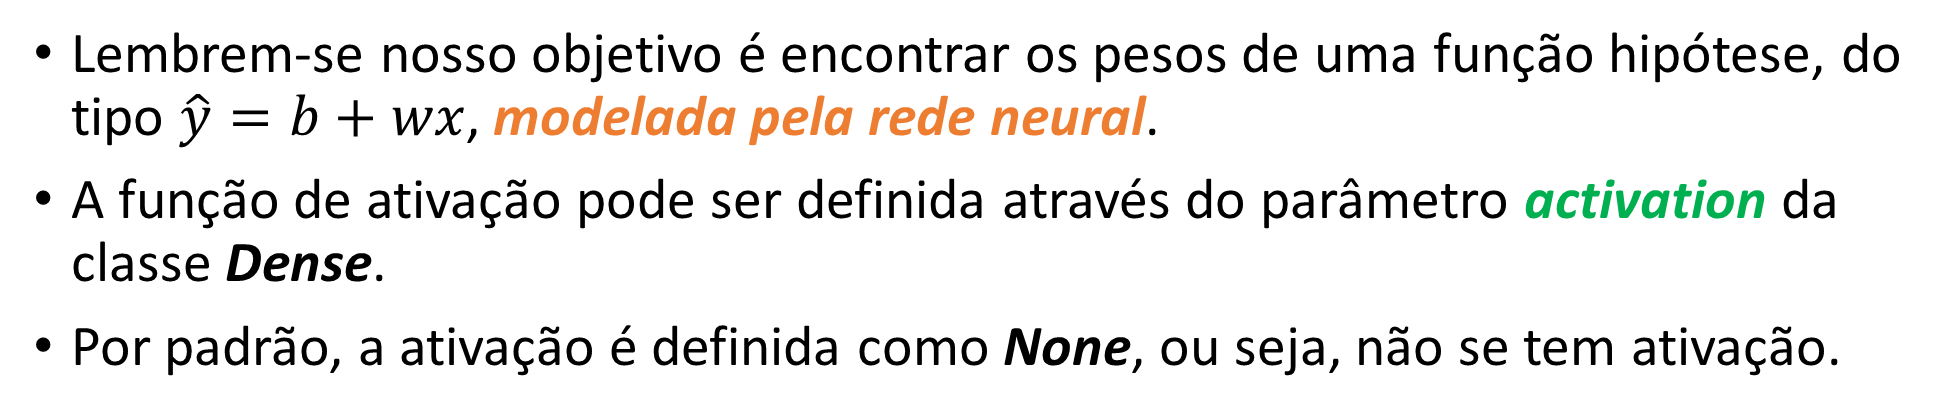 • Lembrem-se nosso objetivo é encontrar os pesos de uma função hipótese, do
tipo ŷ = b + wx, modelada pela rede neural.
• A função de ativação pode ser definida através do parâmetro activation da
classe Dense.
• Por padrão, a ativação é definida como None, ou seja, não se tem ativação.